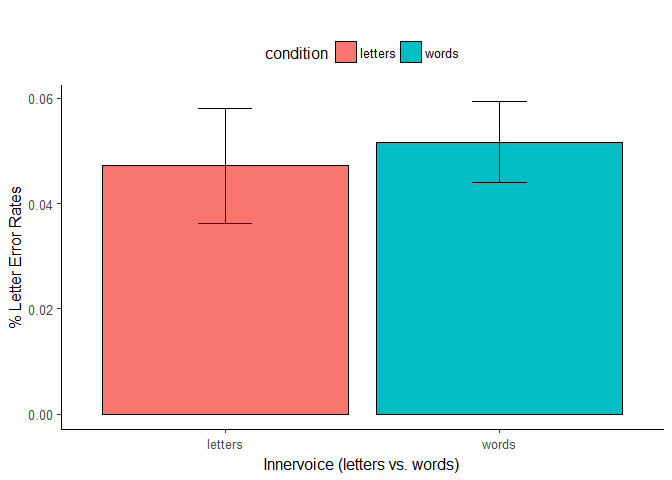 condition letters words
% Letter Error Rates
0.06
0.04
0.02
0.00
letters words
Innervoice (letters vs. words)